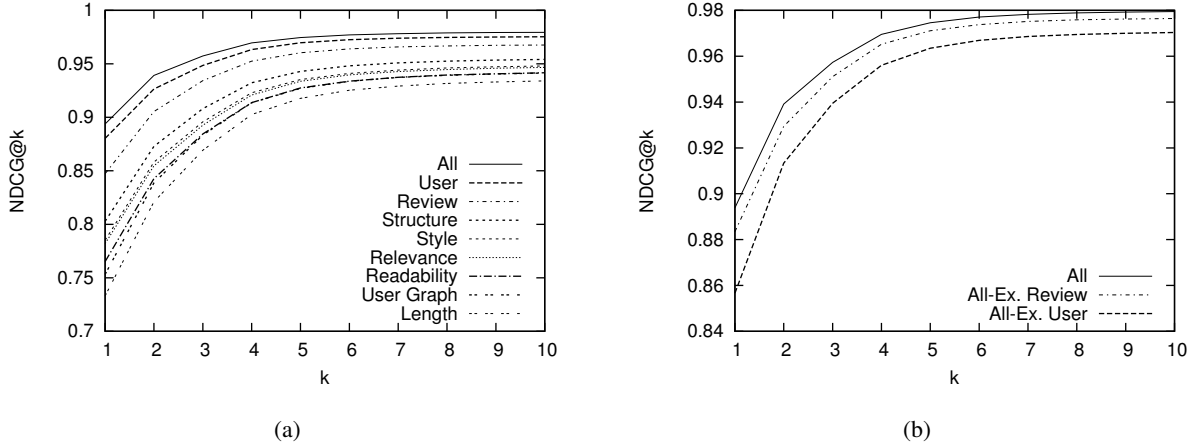 1
0.95
0.9
0.85
0.8
0.75
0.7
NDCG@k
All
User
Review
Structure
Style
Relevance
Readability
User Graph
Length
1 2 3 4 5 6 7 8 9 10
k
(a)
0.98
0.96
0.94
0.92
0.9
0.88
0.86
0.84
NDCG@k
All
All-Ex. Review
All-Ex. User
1 2 3 4 5 6 7 8 9 10
k
(b)